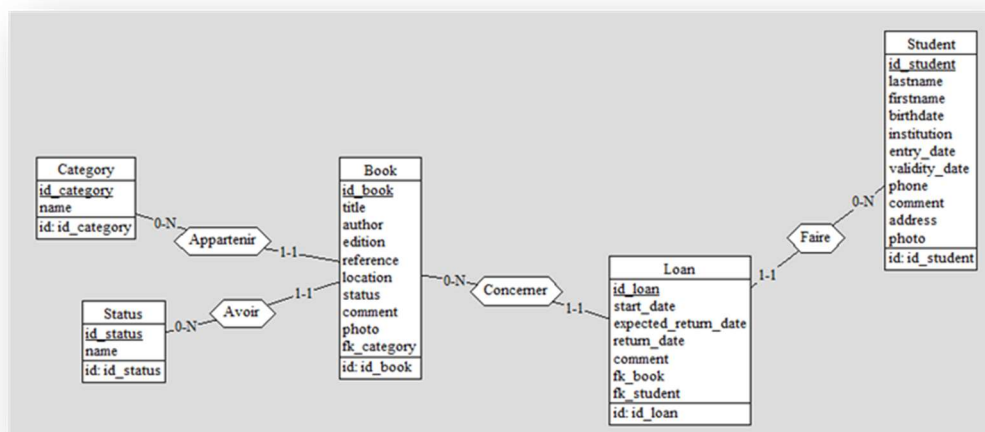 Category
id_category
name
id: id_category
0-N
Appartenir
1-1
Status
id_status
name
id: id_status
0-N
Avoir
1-1
Book
id_book
title
author
edition
reference
location
status
comment
photo
fk_category
id: id_book
0-N
Concerner
1-1
Loan
id_loan
start_date
expected_return_date
return_date
comment
fk_book
fk_student
id: id_loan
1-1
Faire
0-N
Student
id_student
lastname
firstname
birthdate
institution
entry_date
validity_date
phone
comment
address
photo
id: id_student